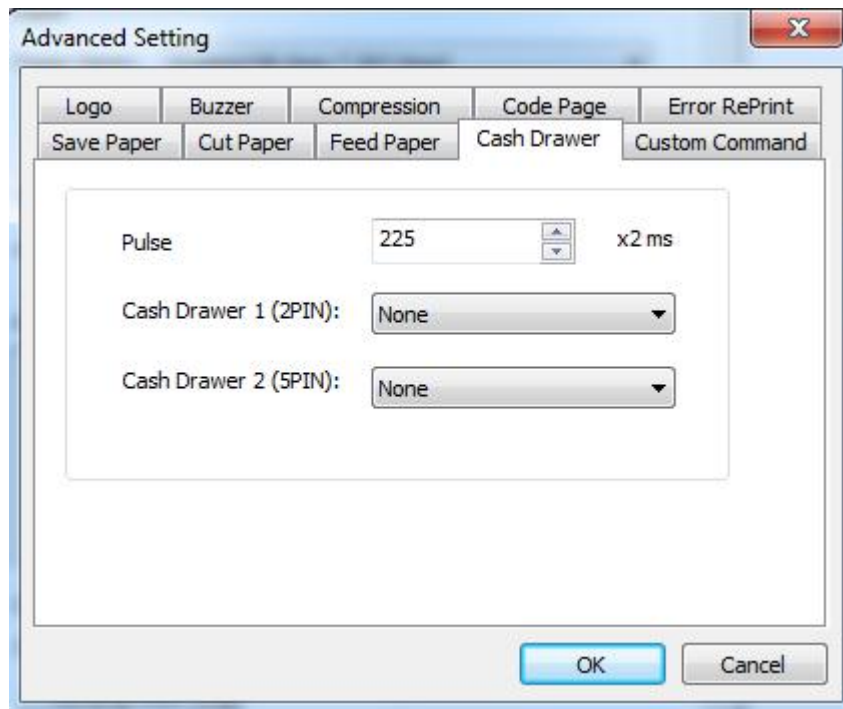 Advanced Setting
Logo Buzzer Compression Code Page Error RePrint
Save Paper Cut Paper Feed Paper Cash Drawer Custom Command
Pulse 225 x2 ms
Cash Drawer 1 (2PIN): None
Cash Drawer 2 (5PIN): None
OK Cancel